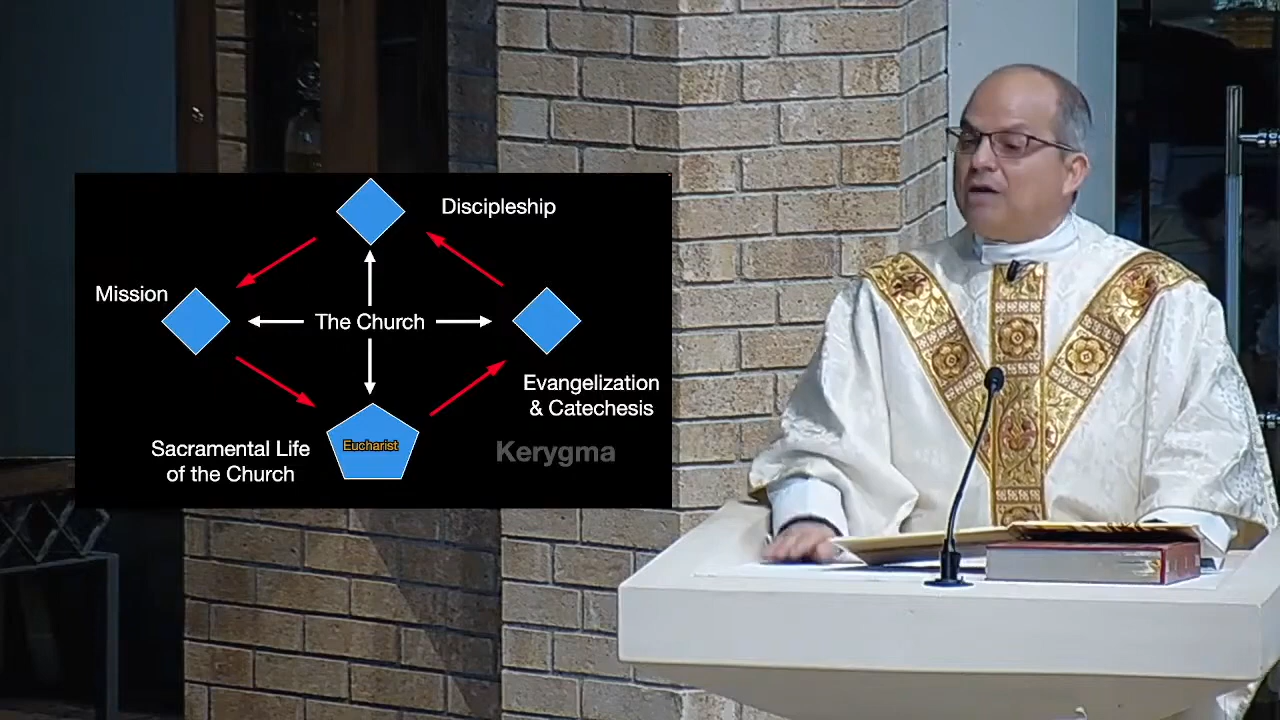 Discipleship
Mission
The Church
Evangelization
& Catechesis
Eucharist
Sacramental Life
of the Church
Kerygma